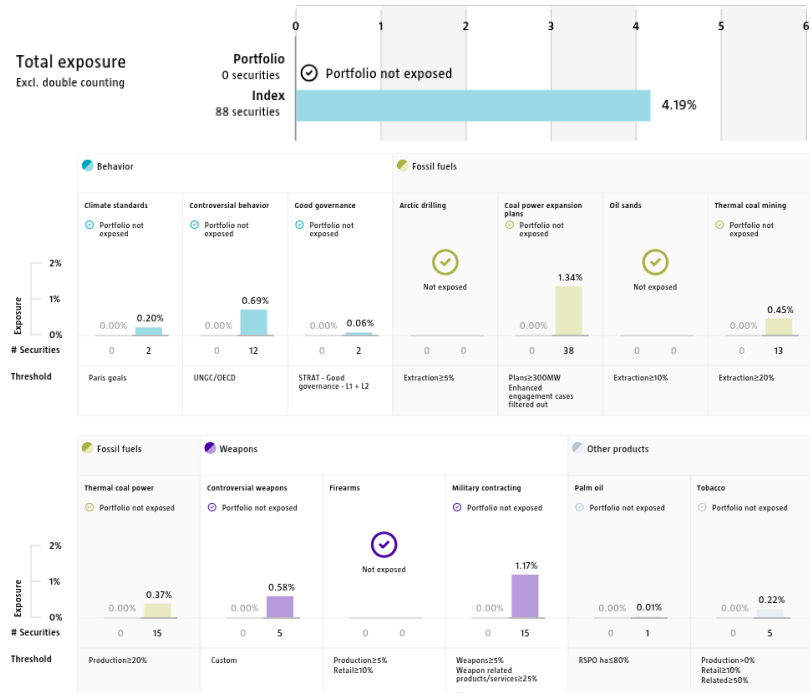 0 1 2 3 4 5 6
Total exposure
Excl. double counting
Portfolio
0 securities
Portfolio not exposed
Index
88 securities
4.19%
Behavior
Fossil fuels
Climate standards
Portfolio not
exposed
Controversial behavior
Portfolio not
exposed
Good governance
Portfolio not
exposed
Arctic drilling
Not exposed
Coal power expansion
plans
Portfolio not
exposed
Oil sands
Not exposed
Thermal coal mining
Portfolio not
exposed
Exposure
2%
1%
0%
0.00% 0.20%
0.00% 0.69%
0.00% 0.06%
0.00% 1.34%
0.00% 0.45%
# Securities 0 2 0 12 0 2 0 0 0 38 0 0 0 13
Threshold
Paris goals
UNGC/OECD
STRAT - Good
governance - L1 + L2
Extraction≥5%
Plans≥300MW
Enhanced
engagement cases
filtered out
Extraction≥10%
Extraction≥20%
Fossil fuels
Weapons
Other products
Thermal coal power
Portfolio not exposed
Controversial weapons
Portfolio not exposed
Firearms
Not exposed
Military contracting
Portfolio not exposed
Palm oil
Portfolio not exposed
Tobacco
Portfolio not exposed
Exposure
2%
1%
0%
0.00% 0.37%
0.00% 0.58%
0.00% 1.17%
0.00% 0.01%
0.00% 0.22%
# Securities 0 15 0 5 0 0 0 15 0 1 0 5
Threshold
Production≥20%
Custom
Production≥5%
Retail≥10%
Weapons≥5%
Weapon related
products/services≥25%
RSPO ha≤80%
Production>0%
Retail≥10%
Related≥50%